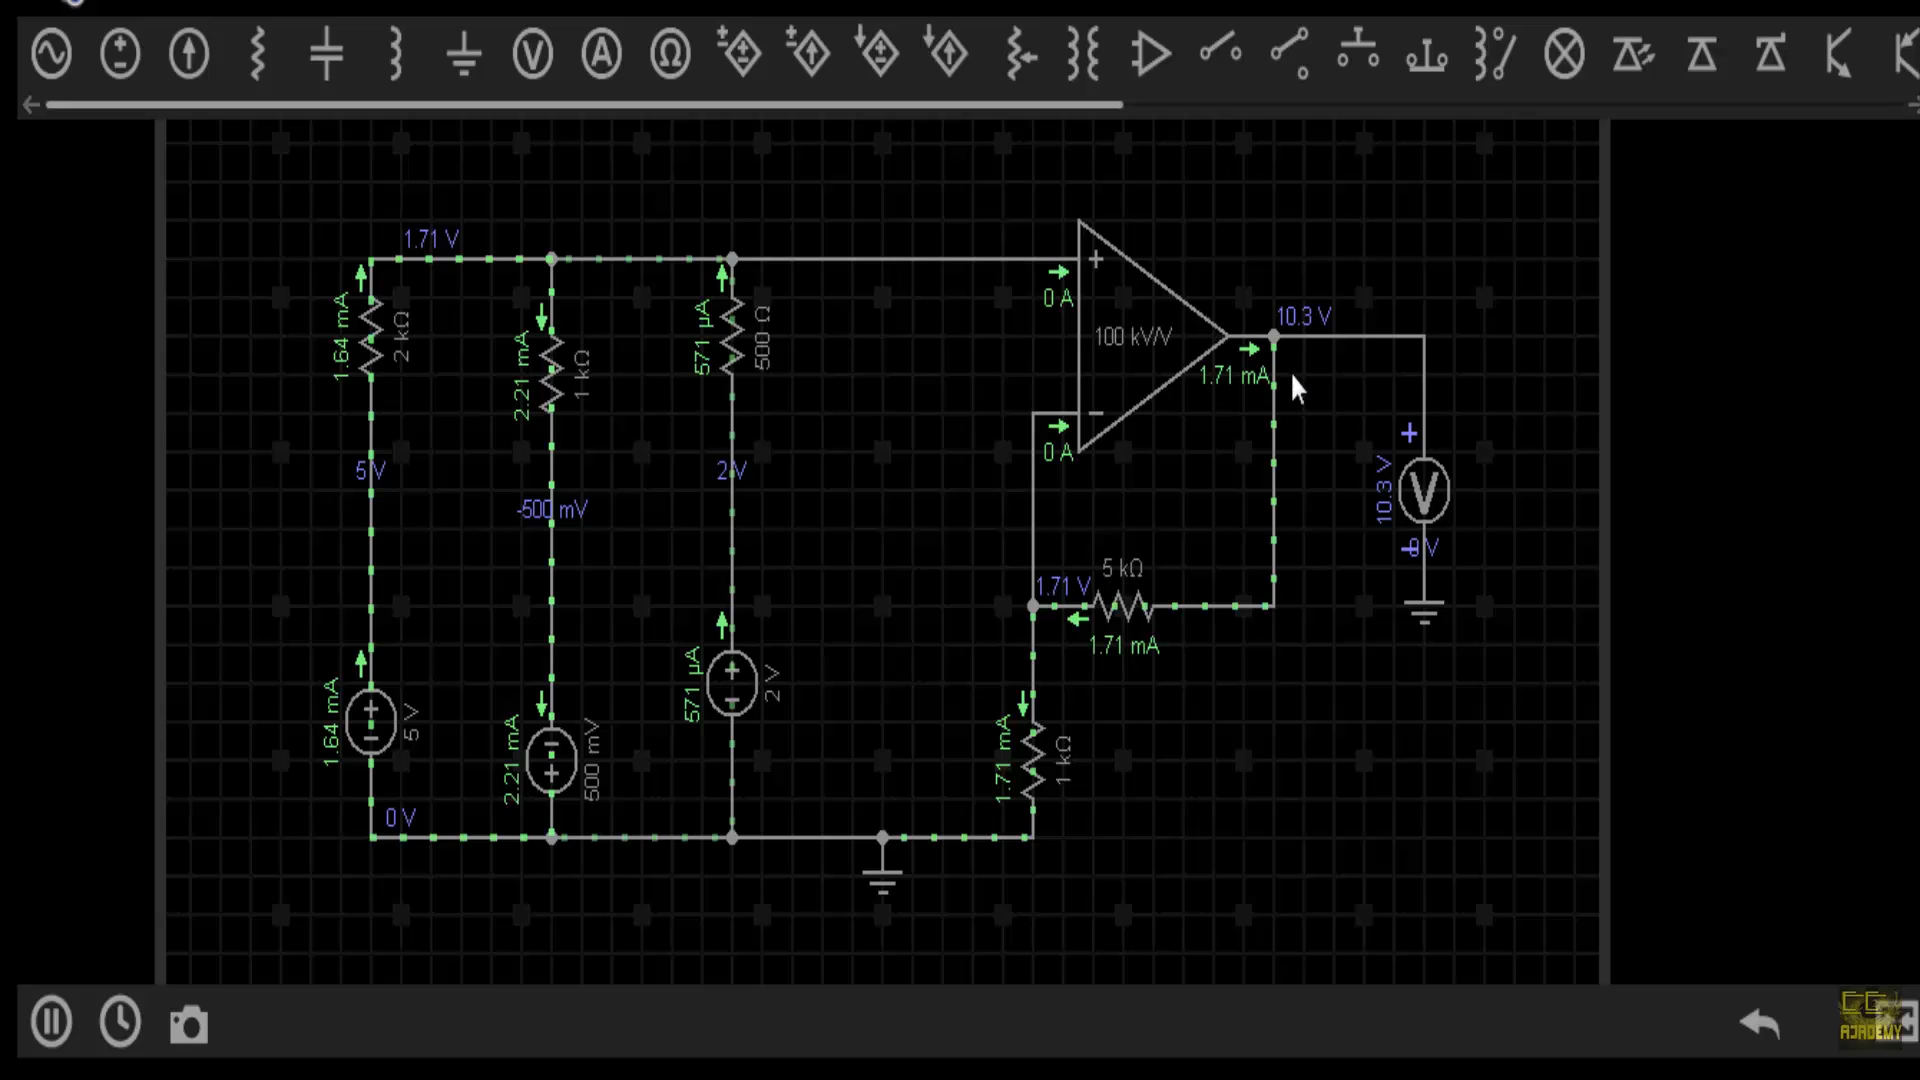 V A Ω
1.71 V
10.3 V
0 A
100 kV/V
1.64 mA
2 kΩ
2.21 mA
1 kΩ
571 µA
500 Ω
1.71 mA
0 A
5 V
2 V
-500 mV
10.3 V
V
0 V
5 kΩ
1.71 V
1.71 mA
571 µA
2 V
1.64 mA
5 V
2.21 mA
500 mV
1.71 mA
1 kΩ
0 V
AJADEMY